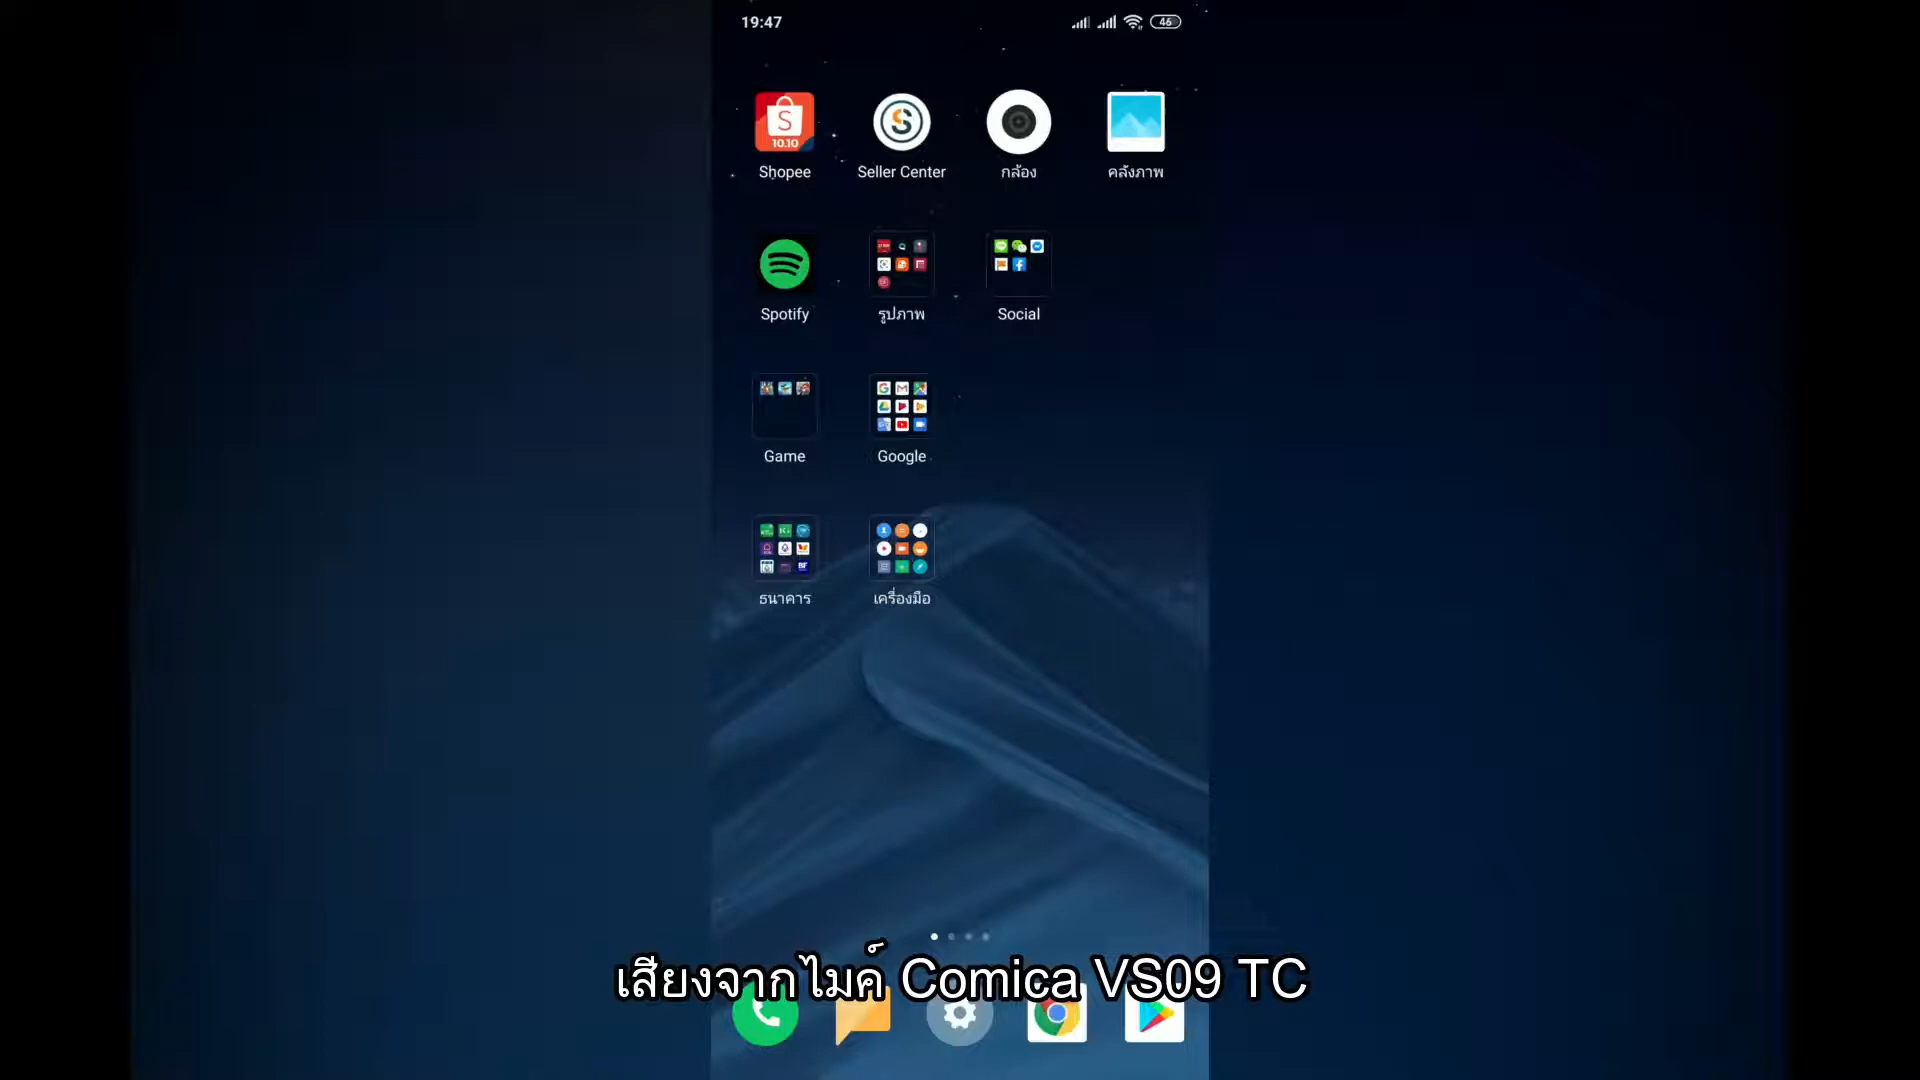 19:47
46
10.10
Shopee
Seller Center
กล้อง
คลังภาพ
Spotify
รูปภาพ
Social
Game
Google
BF
ธนาคาร
เครื่องมือ
เสียงจากไมค์ Comica VS09 TC